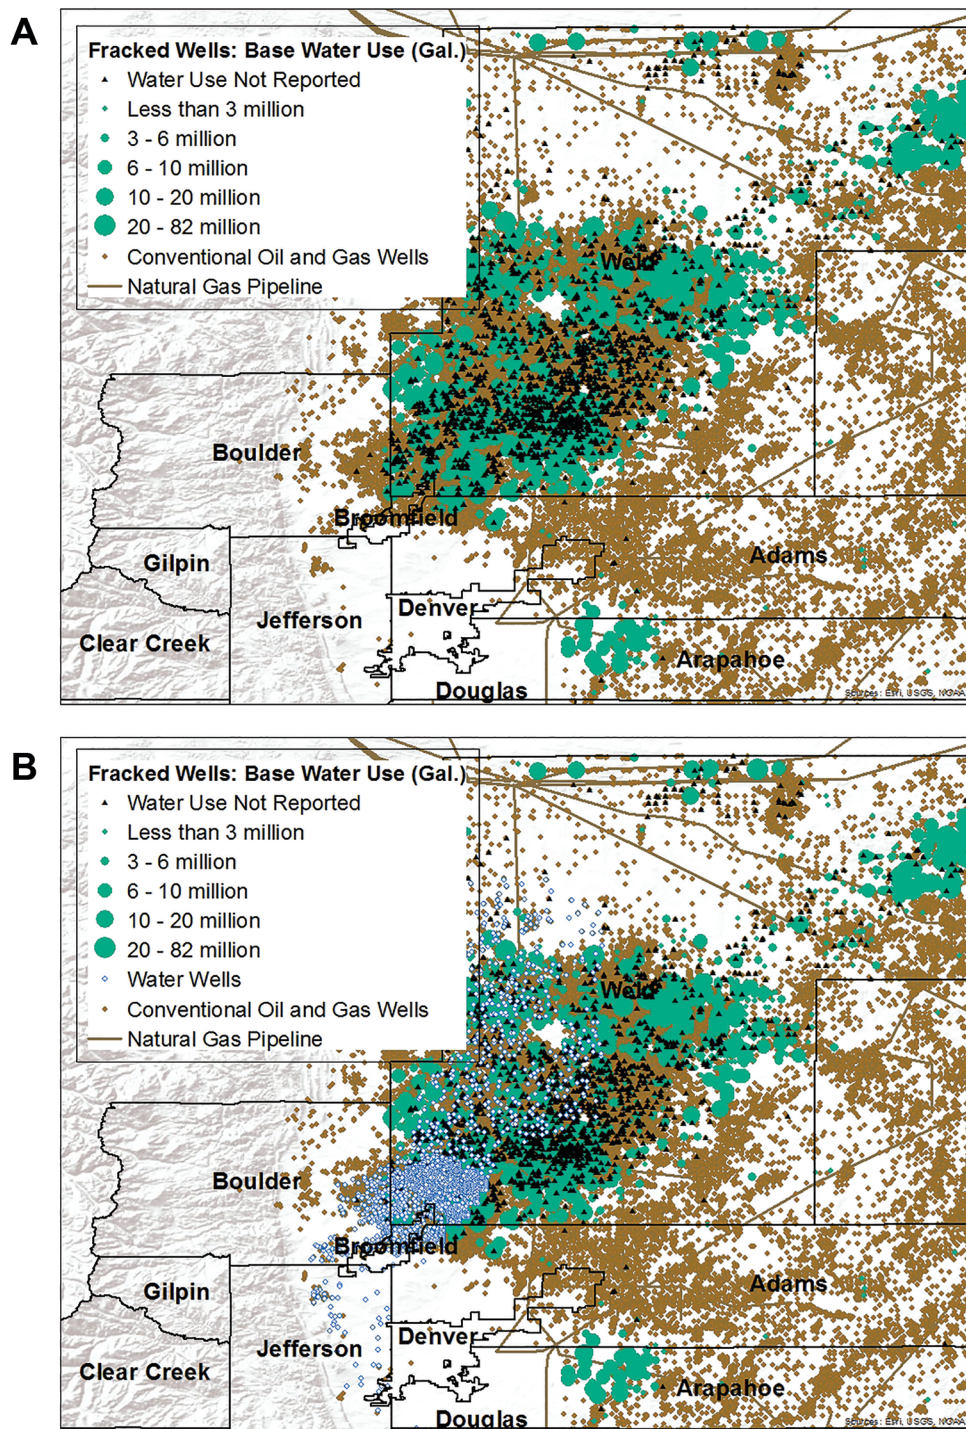 A
Fracked Wells: Base Water Use (Gal.)
Water Use Not Reported
Less than 3 million
3 - 6 million
6 - 10 million
10 - 20 million
20 - 82 million
Conventional Oil and Gas Wells
Natural Gas Pipeline
Weld
Boulder
Broomfield
Gilpin
Adams
Jefferson
Denver
Clear Creek
Arapahoe
Douglas
Sources: Esri, USGS, NOAA
B
Fracked Wells: Base Water Use (Gal.)
Water Use Not Reported
Less than 3 million
3 - 6 million
6 - 10 million
10 - 20 million
20 - 82 million
Water Wells
Conventional Oil and Gas Wells
Natural Gas Pipeline
Weld
Boulder
Broomfield
Gilpin
Adams
Jefferson
Denver
Clear Creek
Arapahoe
Douglas
Sources: Esri, USGS, NOAA